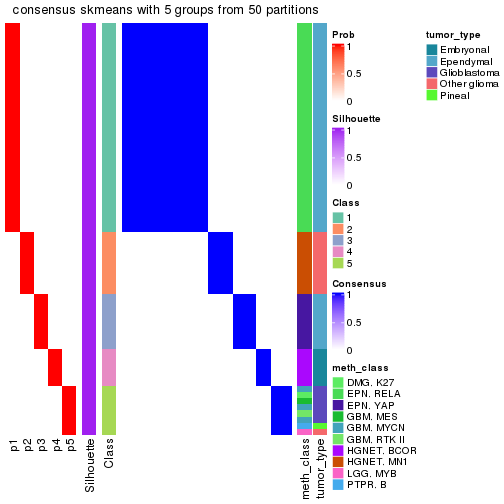 consensus skmeans with 5 groups from 50 partitions
p1
p2
p3
p4
p5
Silhouette
Class
meth_class
tumor_type
Prob
1
0.5
0
Silhouette
1
0.5
0
Class
1
2
3
4
5
Consensus
1
0.5
0
meth_class
DMG. K27
EPN. RELA
EPN. YAP
GBM. MES
GBM. MYCN
GBM. RTK II
HGNET. BCOR
HGNET. MN1
LGG. MYB
PTPR. B
tumor_type
Embryonal
Ependymal
Glioblastoma
Other glioma
Pineal